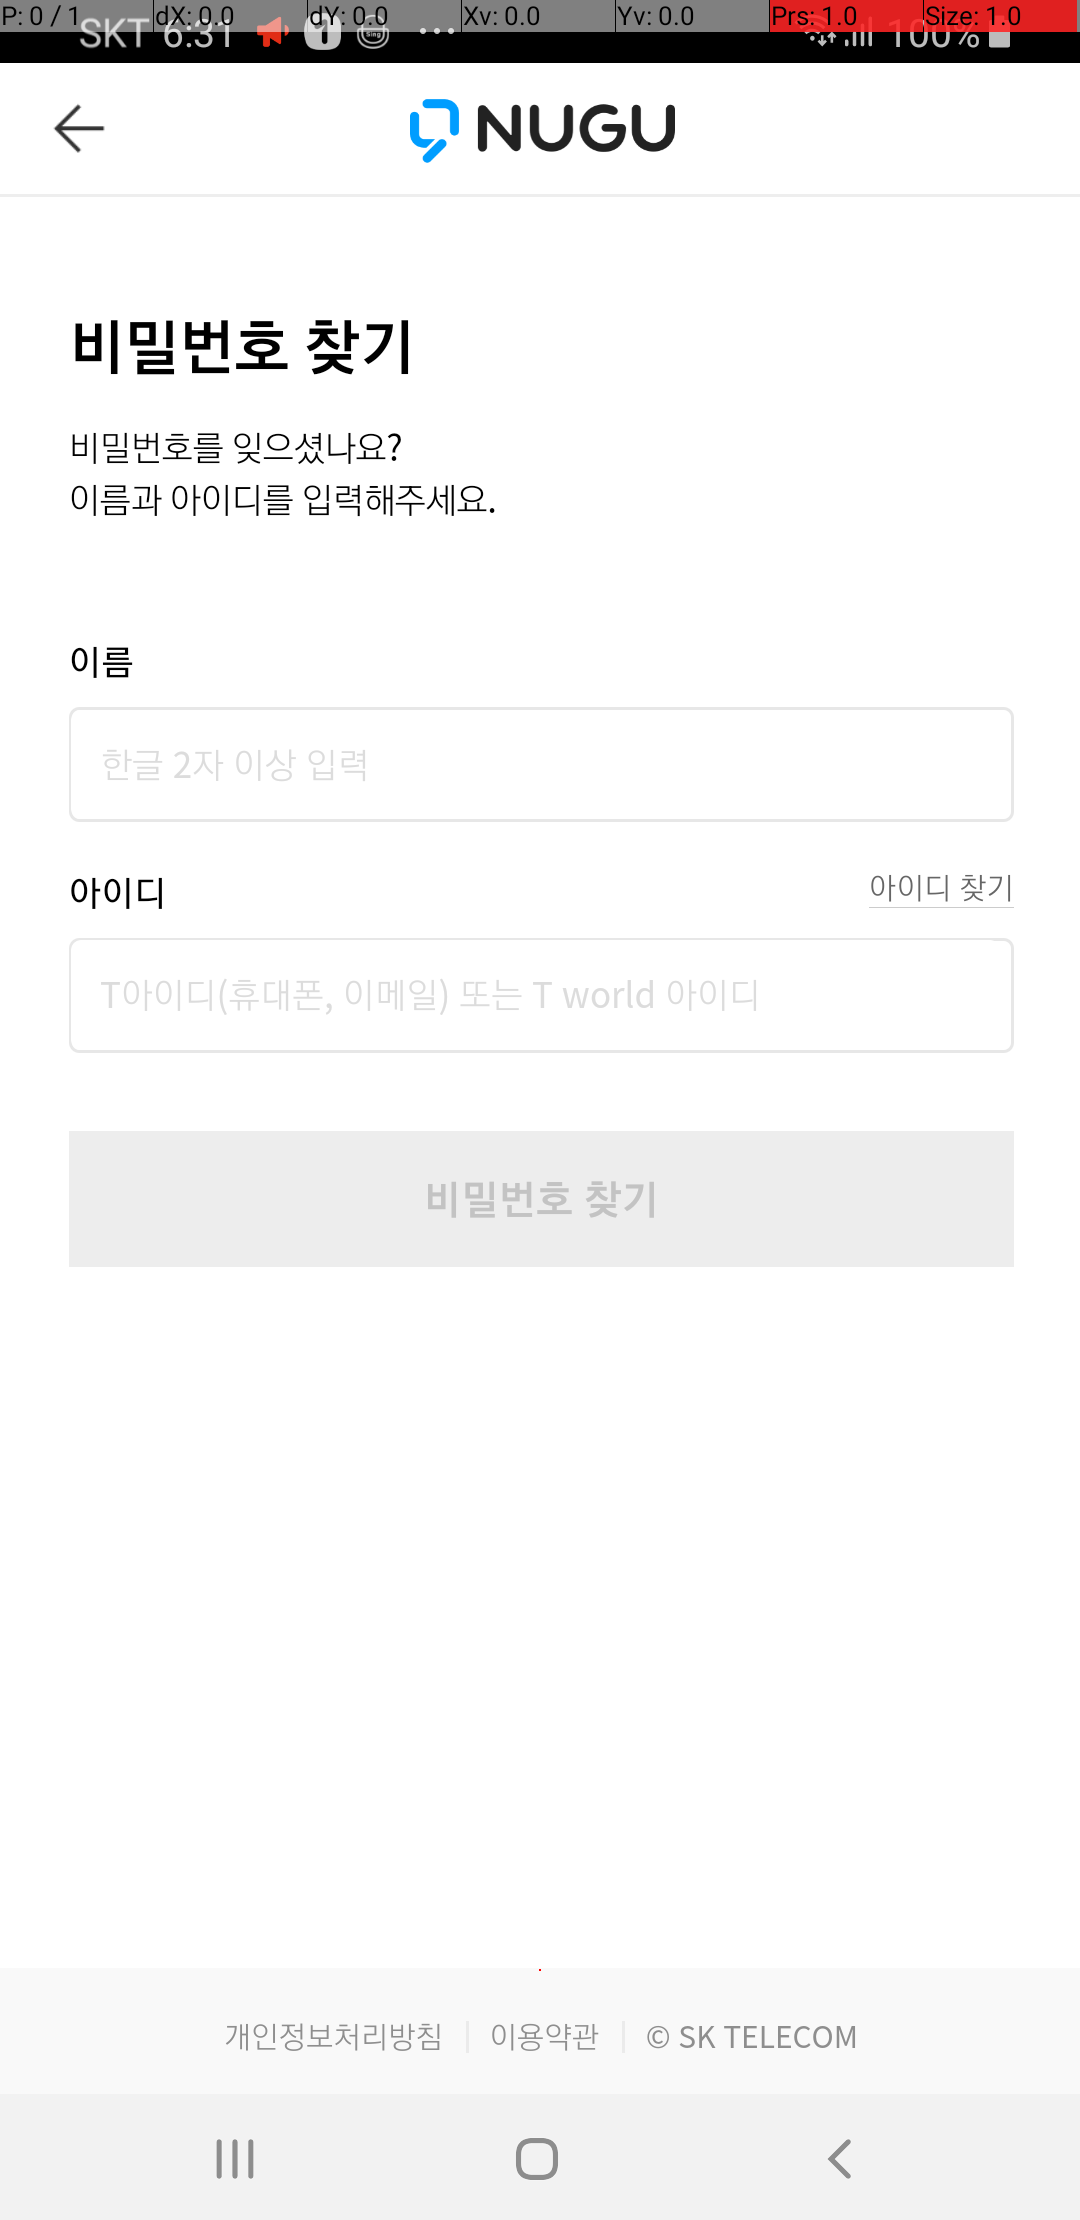 P: 0 / 1 dX: 0.0 dY: 0.0 Xv: 0.0 Yv: 0.0 Prs: 1.0 Size: 1.0
SKT 6:31 1 Sing ... 100%
NUGU
비밀번호 찾기
비밀번호를 잊으셨나요?
이름과 아이디를 입력해주세요.
이름
한글 2자 이상 입력
아이디 아이디 찾기
T아이디(휴대폰, 이메일) 또는 T world 아이디
비밀번호 찾기
개인정보처리방침 이용약관 © SK TELECOM